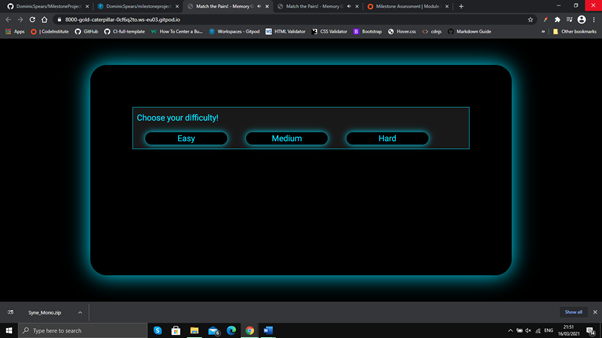 DominicSpears/MilestoneProjec
DominicSpears/milestoneprojec
Match the Pairs! - Memory G
Match the Pairs! - Memory G
Milestone Assessment | Module
8000-gold-caterpillar-0cf6q2to.ws-eu03.gitpod.io
Apps
| CodeInstitute
GitHub
CI-full-template
How To Center a Bu...
Workspaces - Gitpod
HTML Validator
CSS Validator
Bootstrap
Hover.css
cdnjs
Markdown Guide
Other bookmarks
Choose your difficulty!
Easy
Medium
Hard
Syne_Mono.zip
Show all
Type here to search
ENG
21:51
16/03/2021